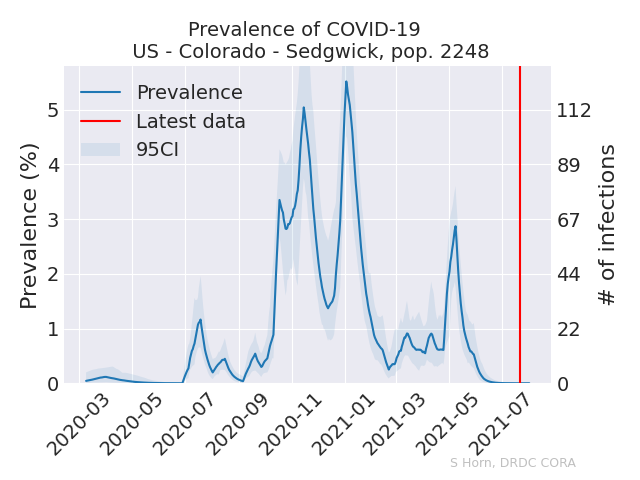 Prevalence of COVID-19
US - Colorado - Sedgwick, pop. 2248
Prevalence
Latest data
95CI
Prevalence (%)
5
4
3
2
1
0
112
89
67
44
22
0
# of infections
2020-03
2020-05
2020-07
2020-09
2020-11
2021-01
2021-03
2021-05
2021-07
S Horn, DRDC CORA